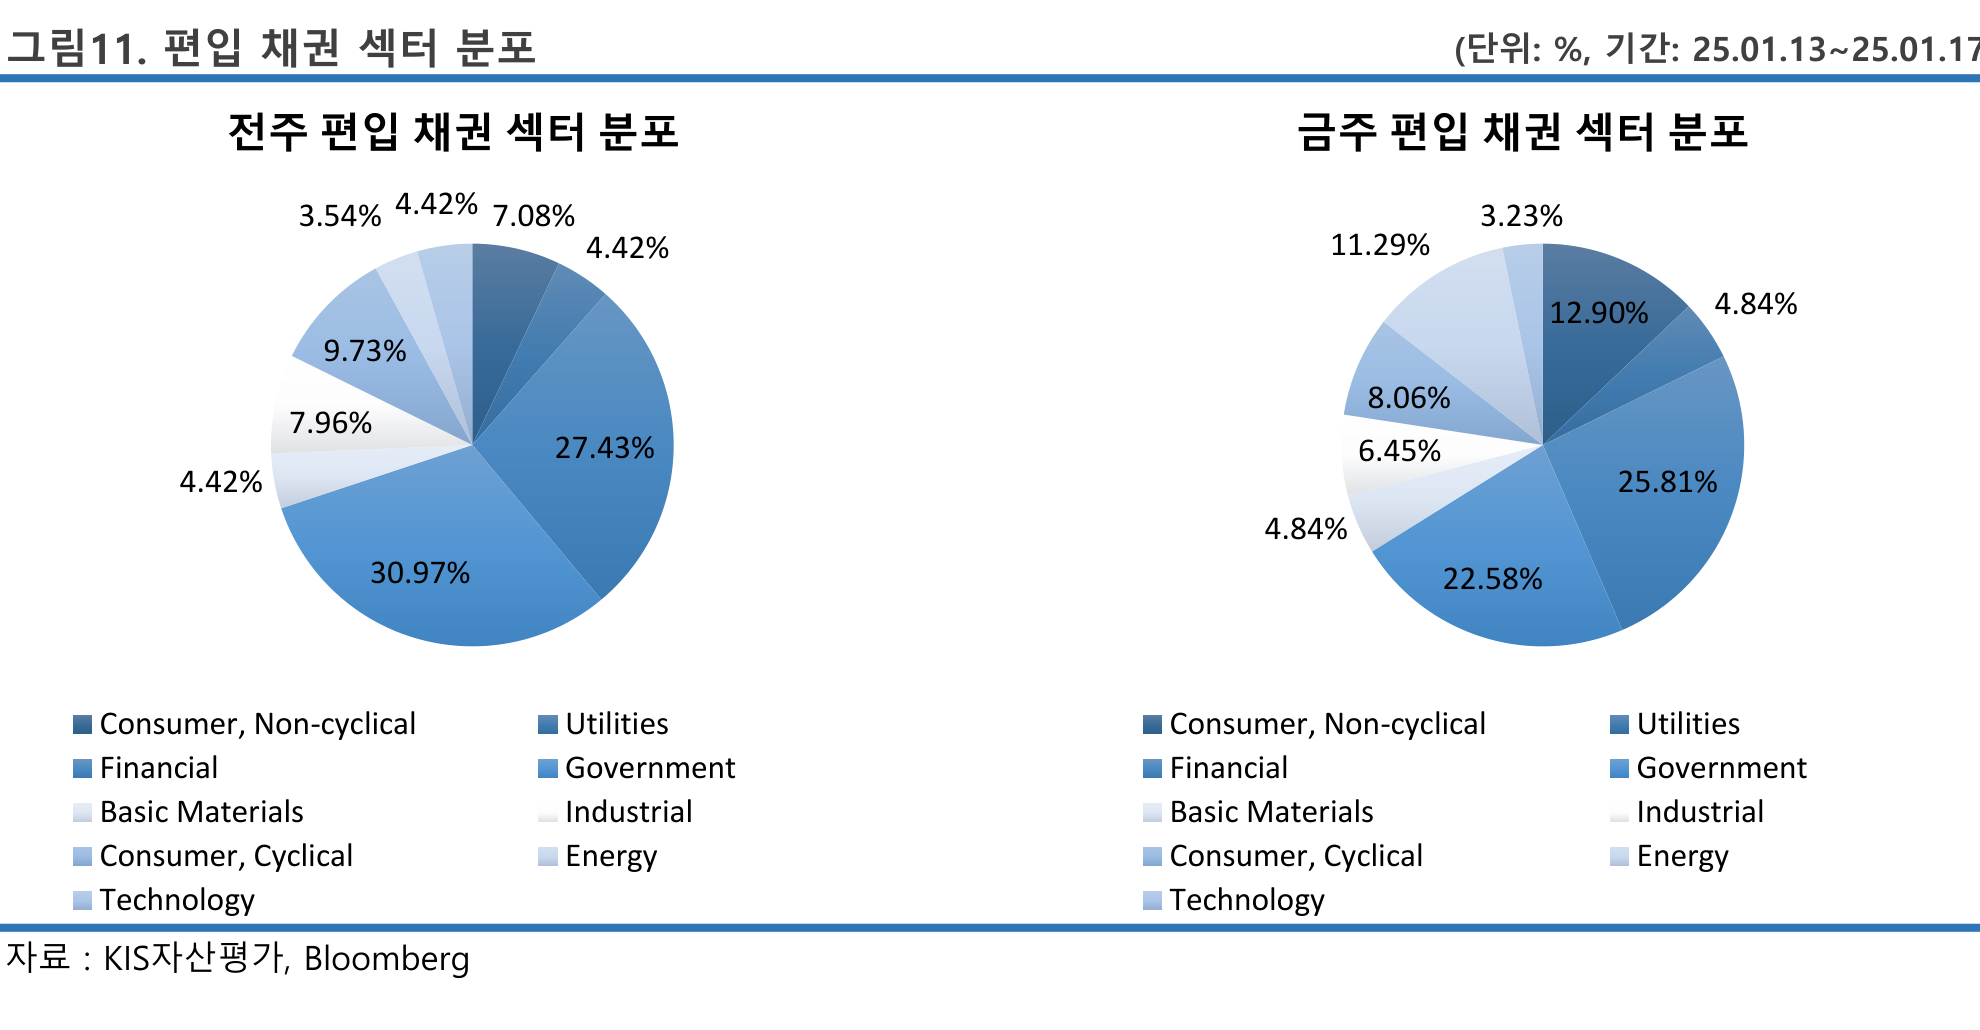 그림11. 편입 채권 섹터 분포
(단위: %, 기간: 25.01.13~25.01.17
전주 편입 채권 섹터 분포
3.54%
4.42%
7.08%
4.42%
9.73%
7.96%
27.43%
4.42%
30.97%
Consumer, Non-cyclical
Utilities
Financial
Government
Basic Materials
Industrial
Consumer, Cyclical
Energy
Technology
금주 편입 채권 섹터 분포
3.23%
11.29%
12.90%
4.84%
8.06%
6.45%
25.81%
4.84%
22.58%
Consumer, Non-cyclical
Utilities
Financial
Government
Basic Materials
Industrial
Consumer, Cyclical
Energy
Technology
자료 : KIS자산평가, Bloomberg